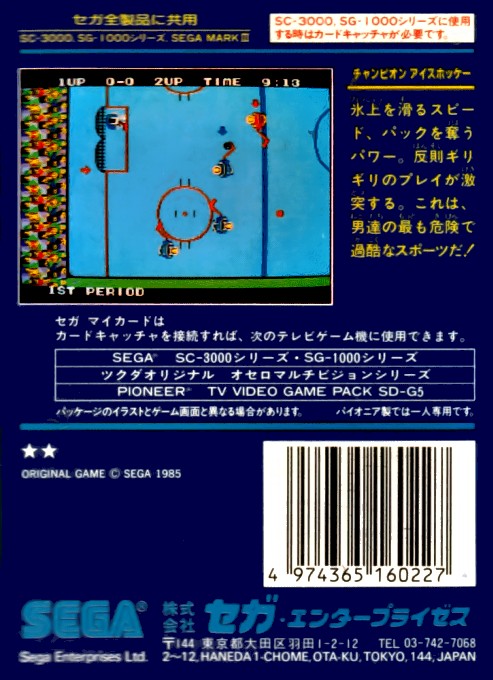 セガ全製品に共用
SC-3000, SG-1000シリーズ, SEGA MARK III
SC-3000, SG-1000シリーズに使用
する時はカードキャッチャが必要です。
1UP 0-0 2UP TIME 9:13
1ST PERIOD
チャンピオン アイスホッケー
氷上を滑るスピー
ド、パックを奪う
パワー。反則ギリ
ギリのプレイが激
突する。これは、
男達の最も危険で
過酷なスポーツだ!
セガ マイカードは
カードキャッチャを接続すれば、次のテレビゲーム機に使用できます。
SEGA® SC-3000シリーズ・SG-1000シリーズ
ツクダオリジナル オセロマルチビジョンシリーズ
PIONEER® TV VIDEO GAME PACK SD-G5
パッケージのイラストとゲーム画面と異なる場合があります。 パイオニア製では一人専用です。
★★
ORIGINAL GAME © SEGA 1985
4 974365 160227
SEGA® 株式会社 セガ・エンタープライゼス
Sega Enterprises Ltd. 〒144 東京都大田区羽田1-2-12 TEL 03-742-7068
2~12, HANEDA 1-CHOME, OTA-KU, TOKYO, 144, JAPAN